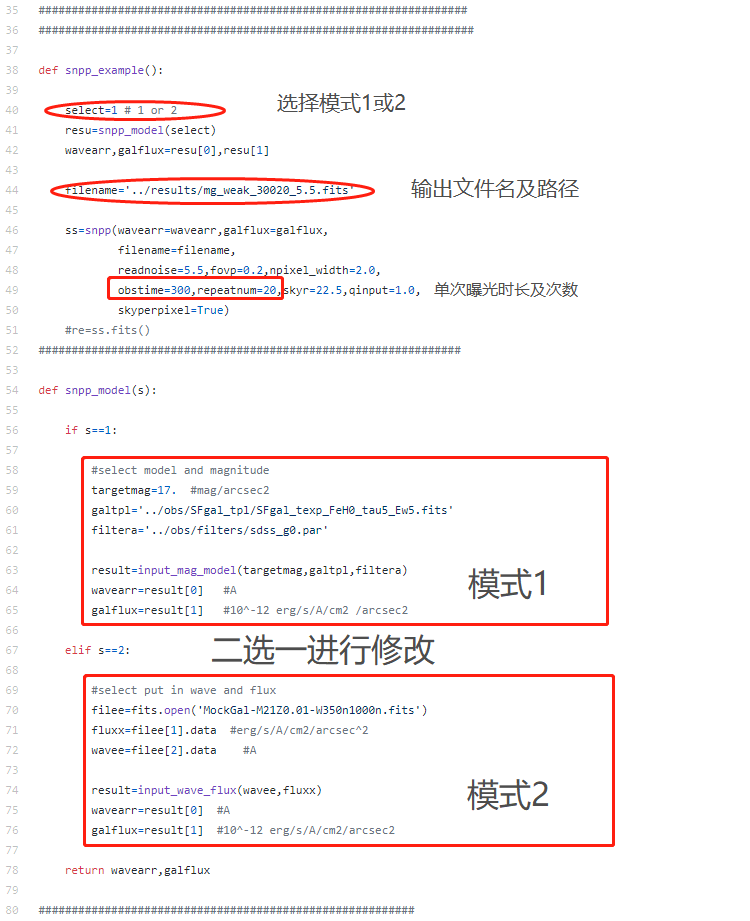 35 #################################################################
36 ##################################################################
37
38 def snpp_example():
39
40 select=1 # 1 or 2 选择模式1或2
41 resu=snpp_model(select)
42 wavearr,galflux=resu[0],resu[1]
43
44 filename='../results/mg_weak_30020_5.5.fits' 输出文件名及路径
45
46 ss=snpp(wavearr=wavearr,galflux=galflux,
47 filename=filename,
48 readnoise=5.5,fovp=0.2,npixel_width=2.0,
49 obstime=300,repeatnum=20,skyr=22.5,qinput=1.0, 单次曝光时长及次数
50 skyperpixel=True)
51 #re=ss.fits()
52 ################################################################
53
54 def snpp_model(s):
55
56 if s==1:
57
58 #select model and magnitude
59 targetmag=17. #mag/arcsec2
60 galtpl='../obs/SFgal_tpl/SFgal_texp_FeH0_tau5_Ew5.fits'
61 filtera='../obs/filters/sdss_g0.par'
62
63 result=input_mag_model(targetmag,galtpl,filtera)
64 wavearr=result[0] #A
65 galflux=result[1] #10^-12 erg/s/A/cm2 /arcsec2
模式1
66
67 elif s==2: 二选一进行修改
68
69 #select put in wave and flux
70 filee=fits.open('MockGal-M21Z0.01-W350n1000n.fits')
71 fluxx=filee[1].data #erg/s/A/cm2/arcsec^2
72 wavee=filee[2].data #A
73
74 result=input_wave_flux(wavee,fluxx)
75 wavearr=result[0] #A
76 galflux=result[1] #10^-12 erg/s/A/cm2/arcsec2
模式2
77
78 return wavearr,galflux
79
80 #########################################################